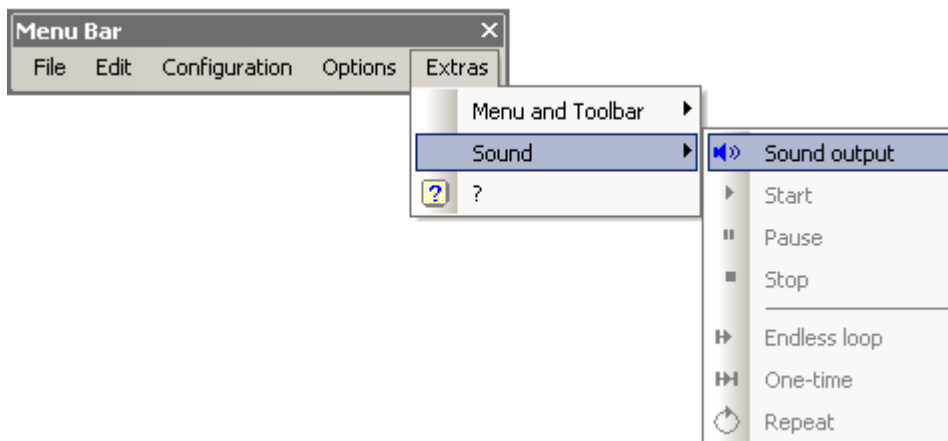 Menu Bar
File Edit Configuration Options Extras
Menu and Toolbar
Sound
?
Sound output
Start
Pause
Stop
Endless loop
One-time
Repeat